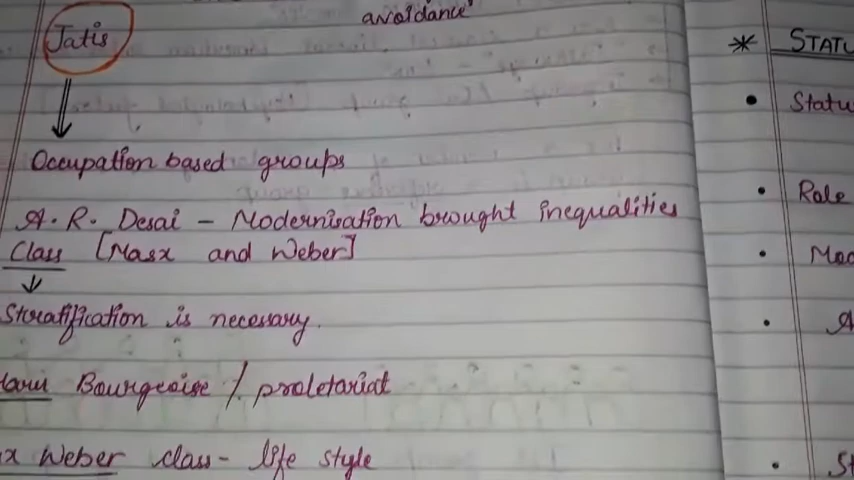 avoidance
Jatis
Occupation based groups
A. R. Desai - Modernisation brought inequalities
Class [Marx and Weber]
Stratification is necessary.
Bourgeoise / proletariat
x Weber class - life style
* STATU
• Statu
• Role
•
•
• St